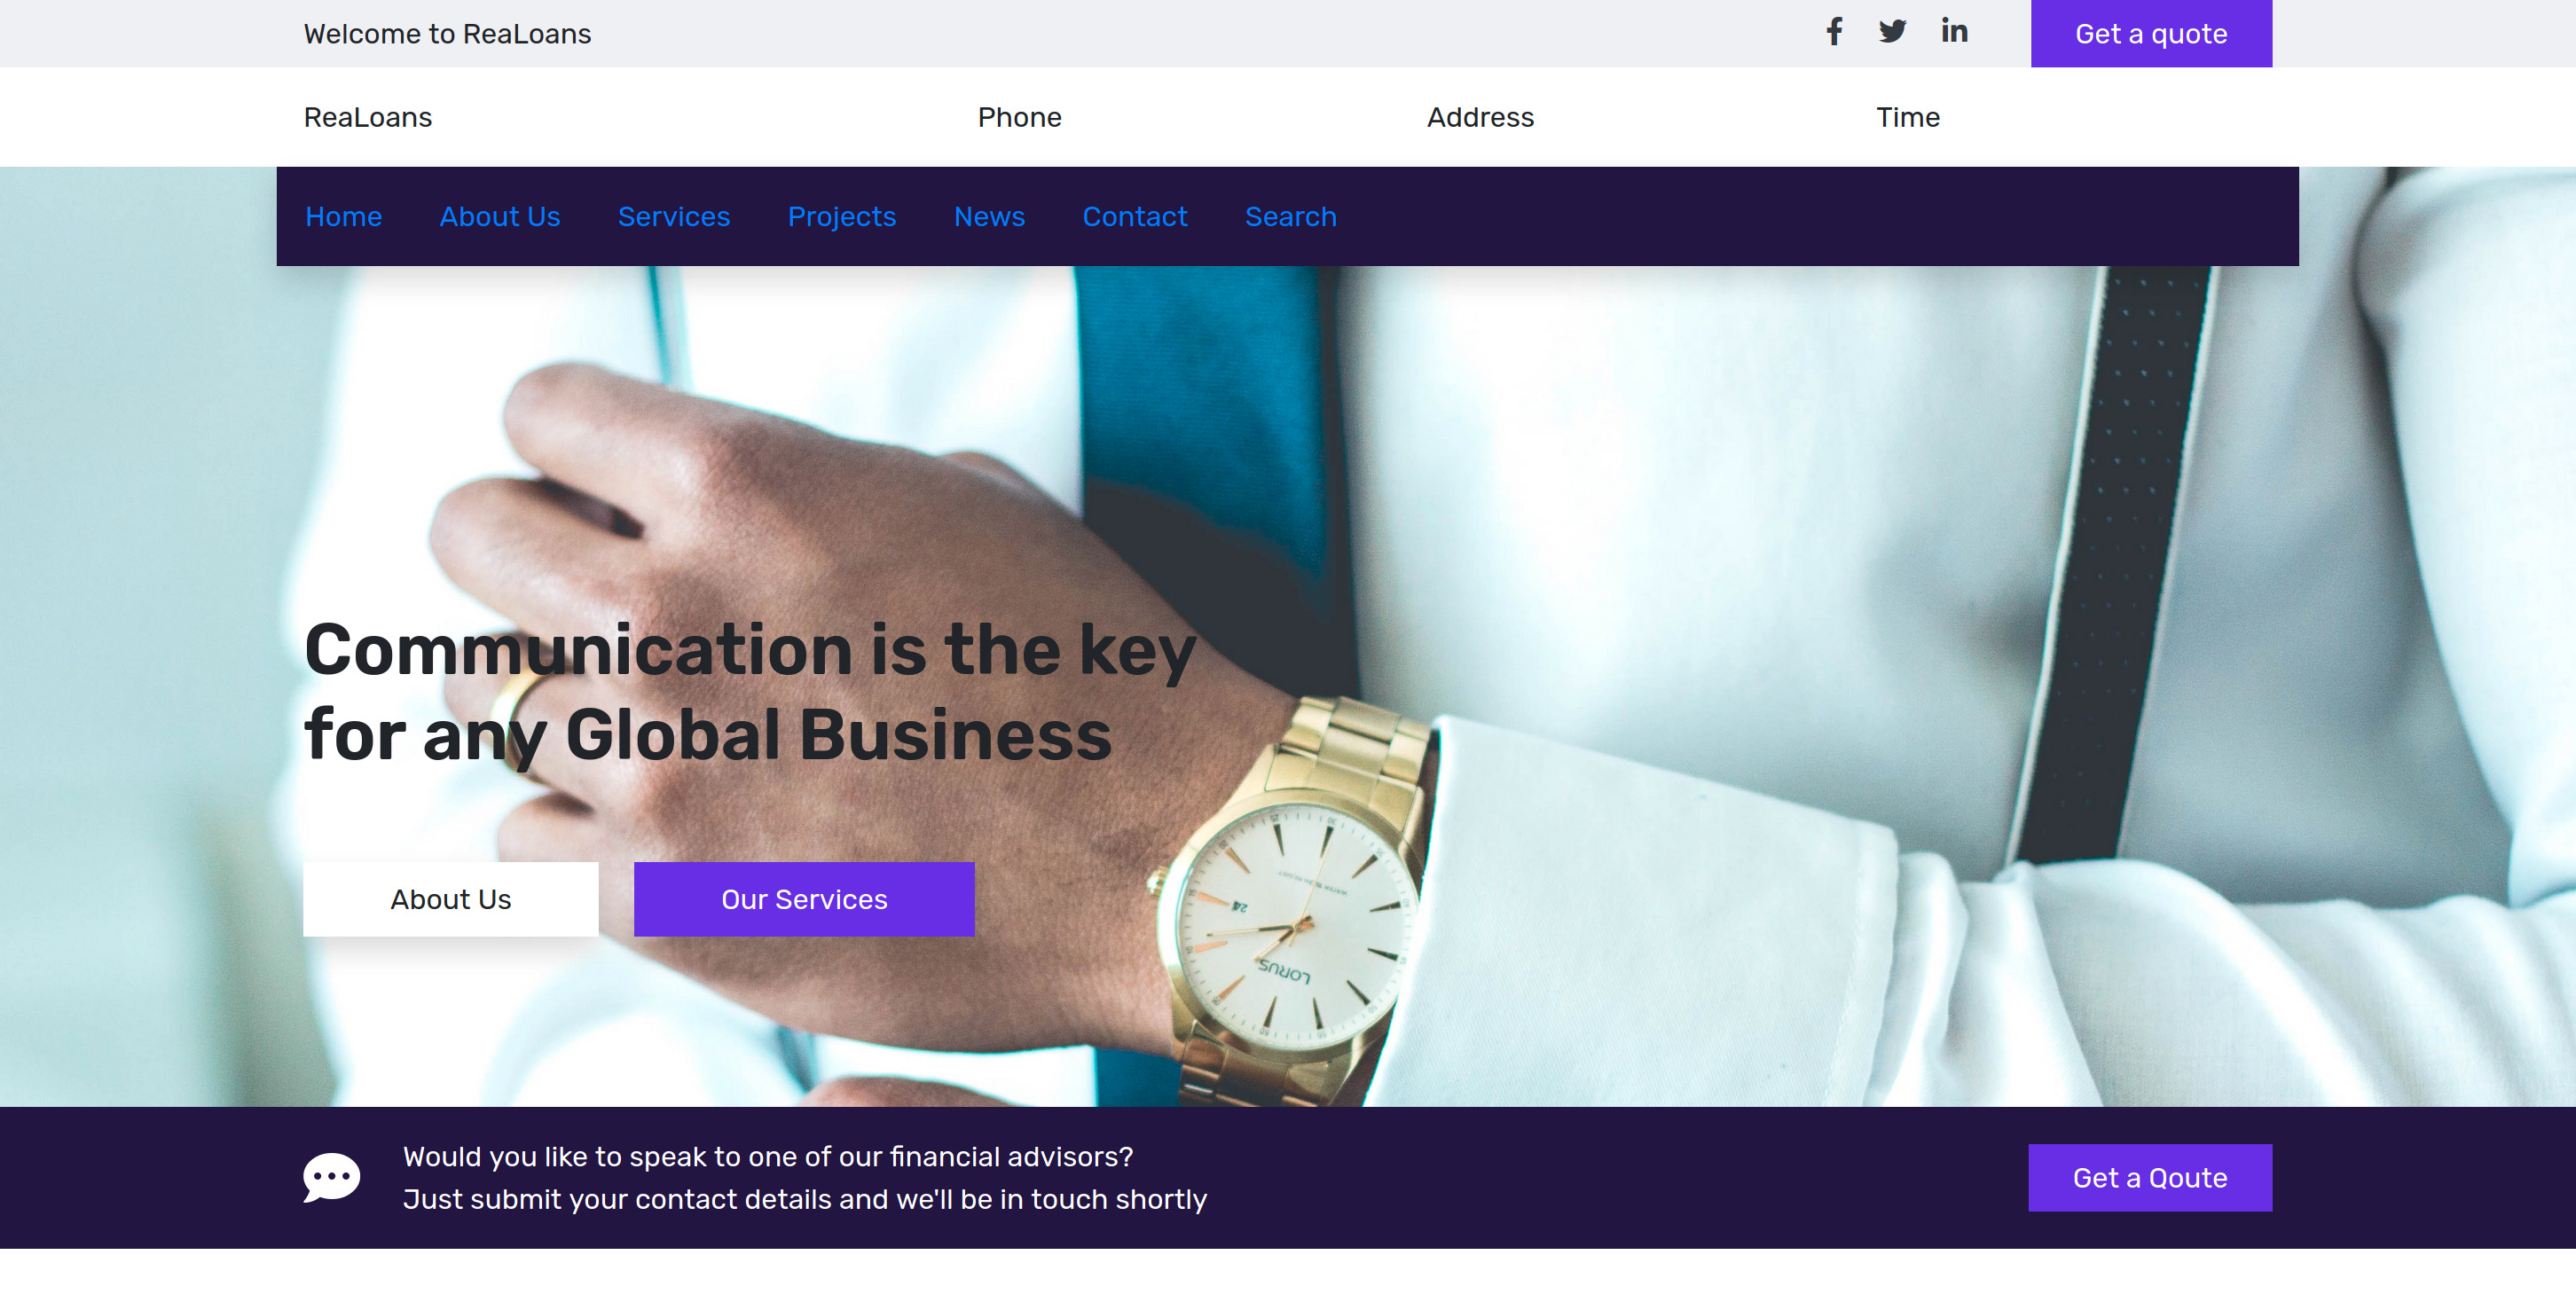 Welcome to ReaLoans
Get a quote
ReaLoans
Phone
Address
Time
Home
About Us
Services
Projects
News
Contact
Search
Communication is the key
for any Global Business
About Us
Our Services
24
LORUS
Would you like to speak to one of our financial advisors?
Just submit your contact details and we'll be in touch shortly
Get a Qoute